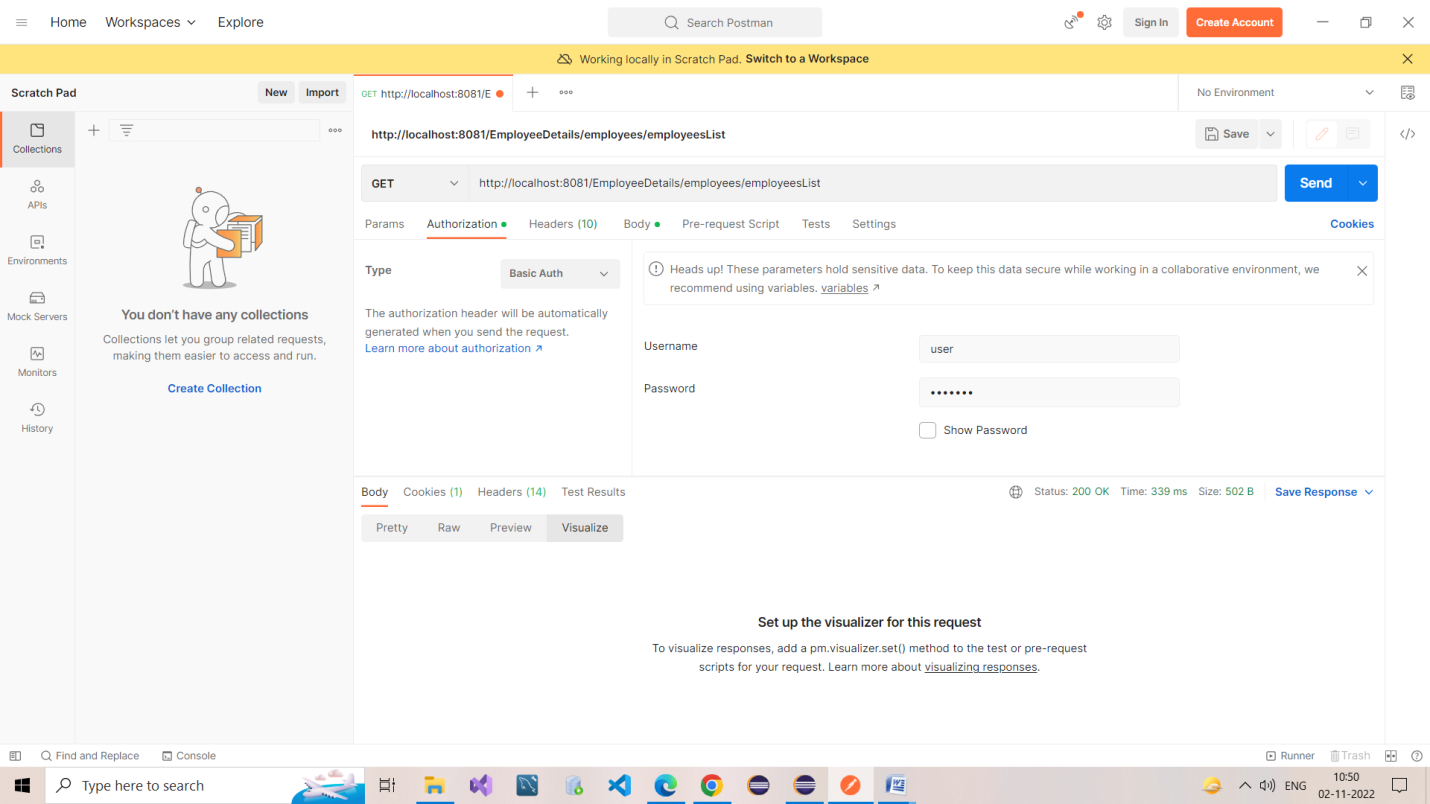 Home Workspaces Explore Search Postman Sign In Create Account
Working locally in Scratch Pad. Switch to a Workspace
Scratch Pad New Import GET http://localhost:8081/E No Environment
http://localhost:8081/EmployeeDetails/employees/employeesList Save
Collections
APIs
Environments
Mock Servers
Monitors
History
You don't have any collections
Collections let you group related requests,
making them easier to access and run.
Create Collection
GET http://localhost:8081/EmployeeDetails/employees/employeesList Send
Params Authorization Headers (10) Body Pre-request Script Tests Settings Cookies
Type Basic Auth
The authorization header will be automatically
generated when you send the request.
Learn more about authorization ↗
Heads up! These parameters hold sensitive data. To keep this data secure while working in a collaborative environment, we
recommend using variables. variables ↗
Username user
Password •••••••
Show Password
Body Cookies (1) Headers (14) Test Results Status: 200 OK Time: 339 ms Size: 502 B Save Response
Pretty Raw Preview Visualize
Set up the visualizer for this request
To visualize responses, add a pm.visualizer.set() method to the test or pre-request
scripts for your request. Learn more about visualizing responses.
Find and Replace Console Runner Trash
Type here to search ENG 10:50
02-11-2022